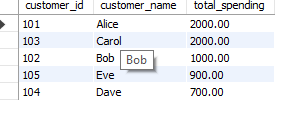 customer_id customer_name total_spending
101 Alice 2000.00
103 Carol 2000.00
102 Bob Bob 1000.00
105 Eve 900.00
104 Dave 700.00